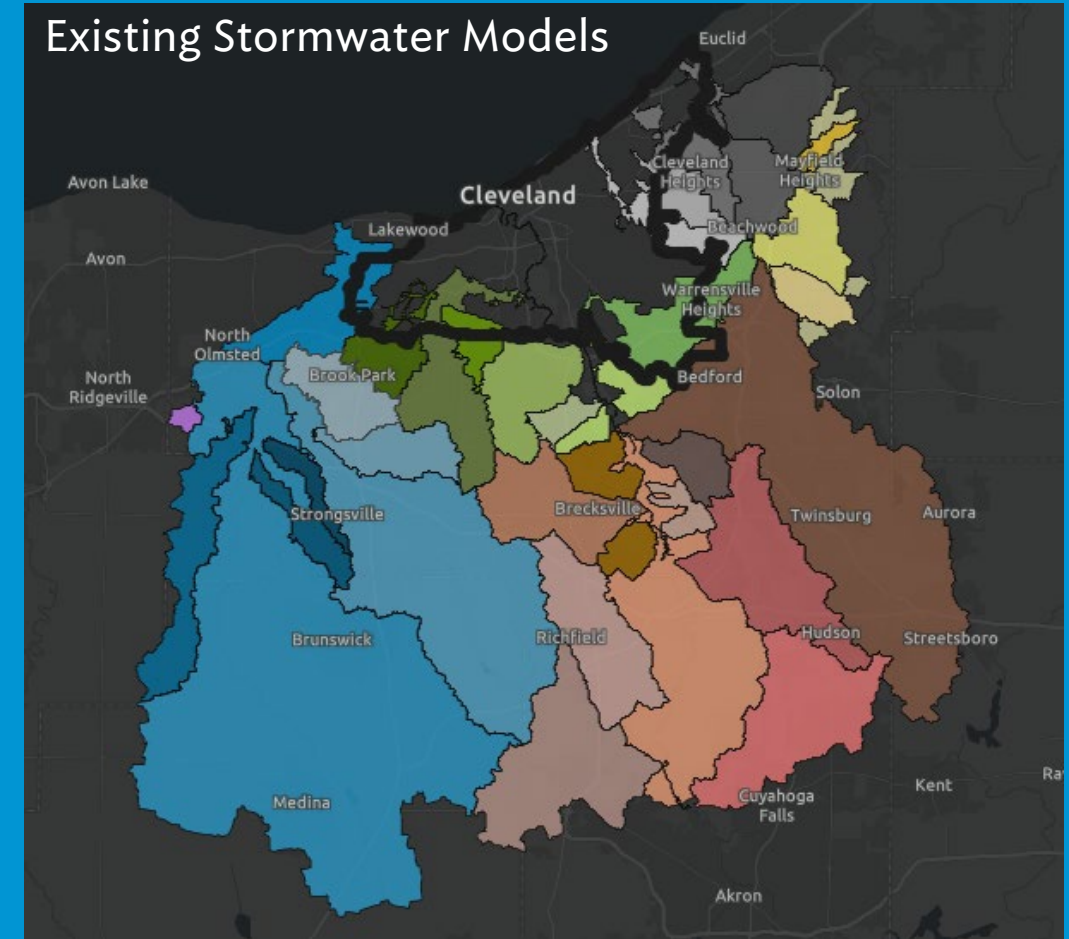 Existing Stormwater Models
Euclid
Cleveland
Heights
Mayfield
Heights
Avon Lake
Cleveland
Lakewood
Beachwood
Avon
Warrensville
Heights
North
Olmsted
Brook Park
Bedford
North
Ridgeville
Solon
Strongsville
Brecksville
Twinsburg
Aurora
Brunswick
Richfield
Hudson
Streetsboro
Medina
Cuyahoga
Falls
Kent
Ra
Akron